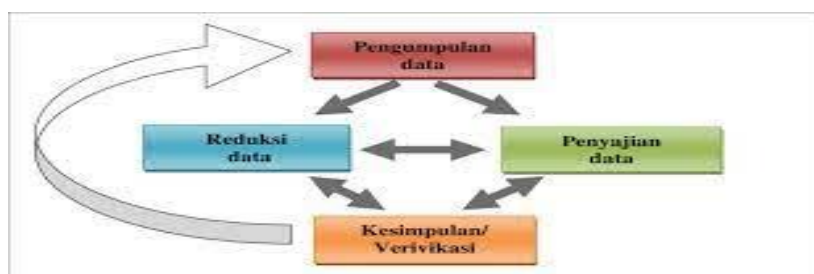 Pengumpulan
data
Reduksi
data
Penyajian
data
Kesimpulan/
Verivikasi